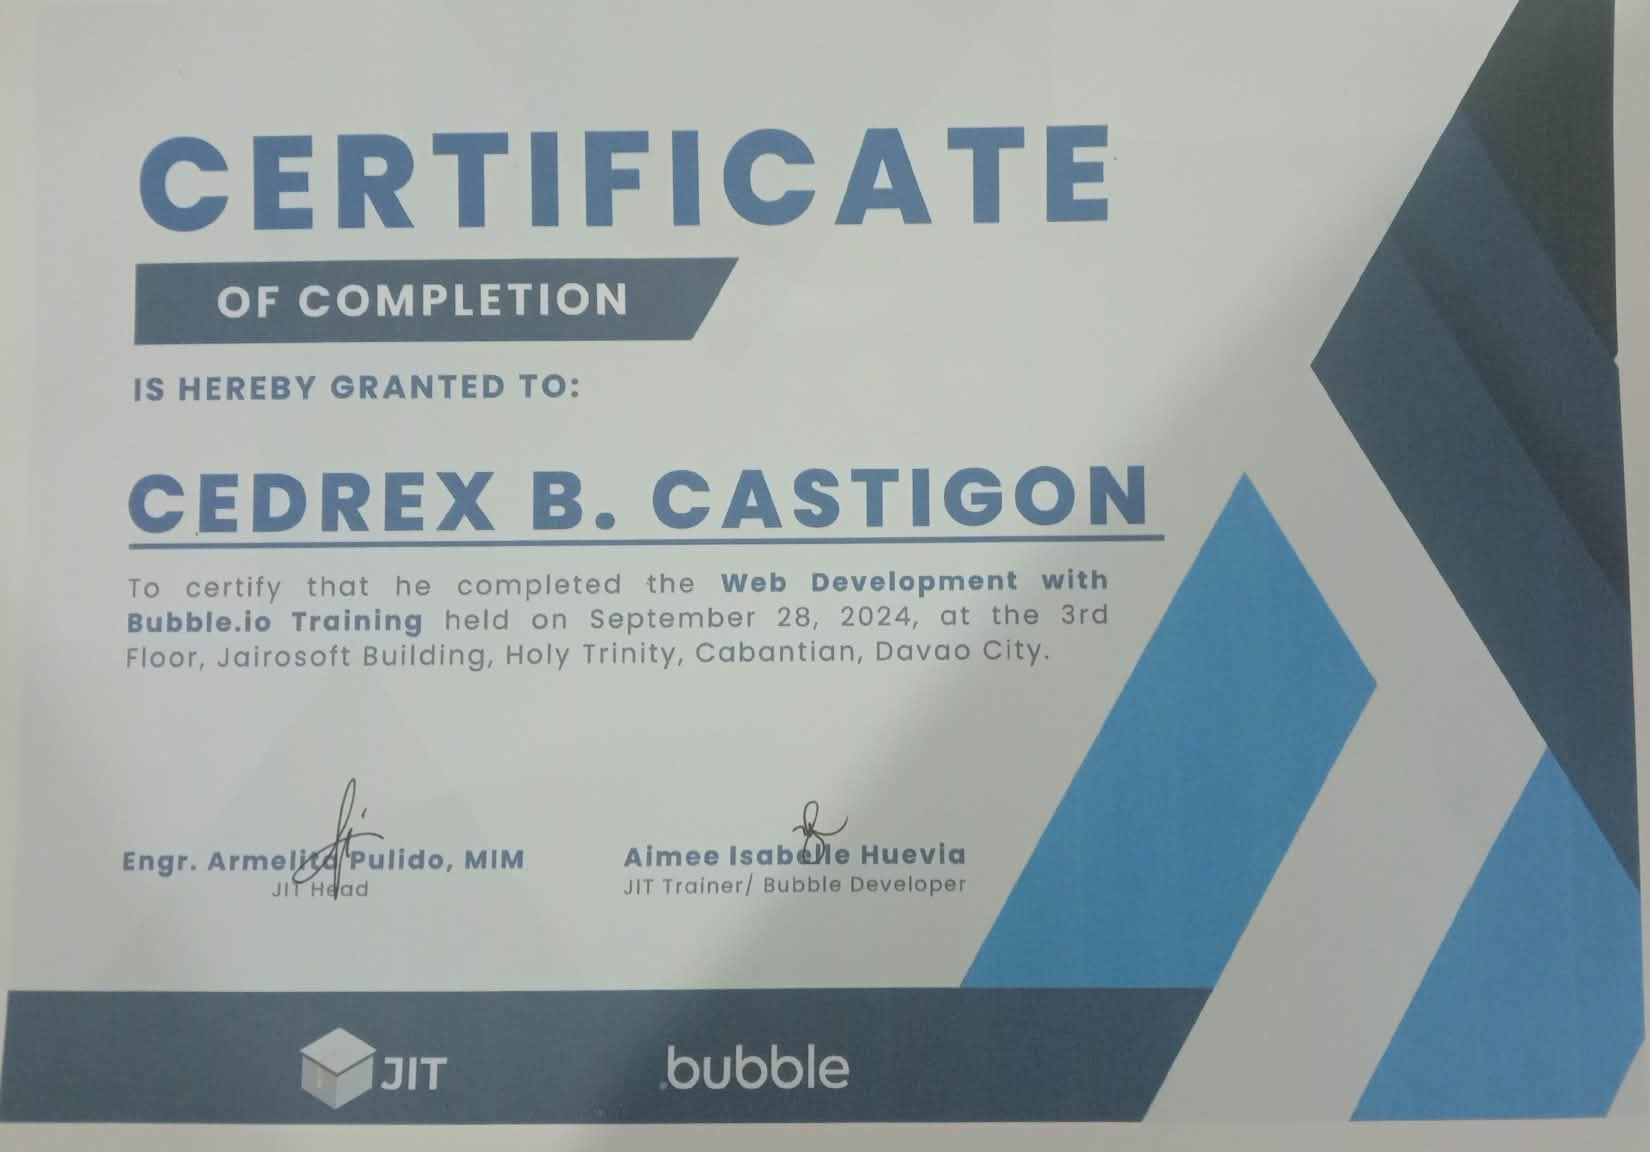 CERTIFICATE
OF COMPLETION
IS HEREBY GRANTED TO:
CEDREX B. CASTIGON
To certify that he completed the Web Development with
Bubble.io Training held on September 28, 2024, at the 3rd
Floor, Jairosoft Building, Holy Trinity, Cabantian, Davao City.
Engr. Armelita Pulido, MIM
JIT Head
Aimee Isabelle Huevia
JIT Trainer/ Bubble Developer
JIT
.bubble